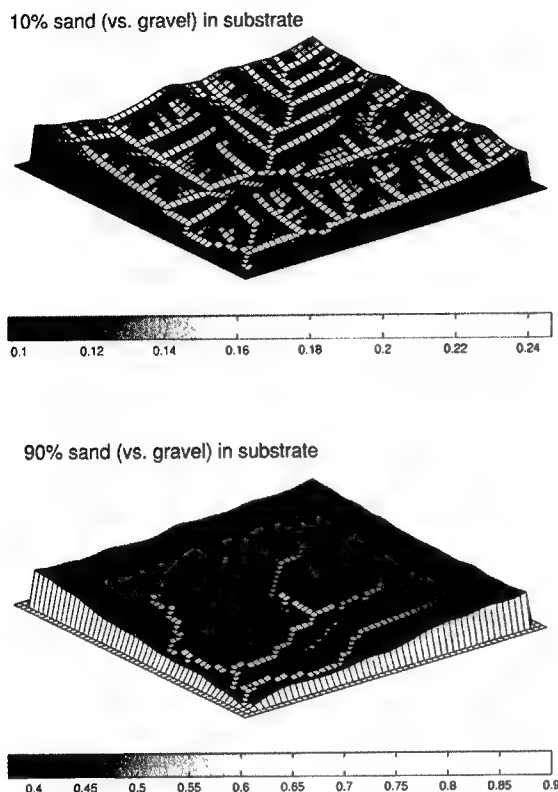 10% sand (vs. gravel) in substrate
0.1 0.12 0.14 0.16 0.18 0.2 0.22 0.24
90% sand (vs. gravel) in substrate
0.4 0.45 0.5 0.55 0.6 0.65 0.7 0.75 0.8 0.85 0.9